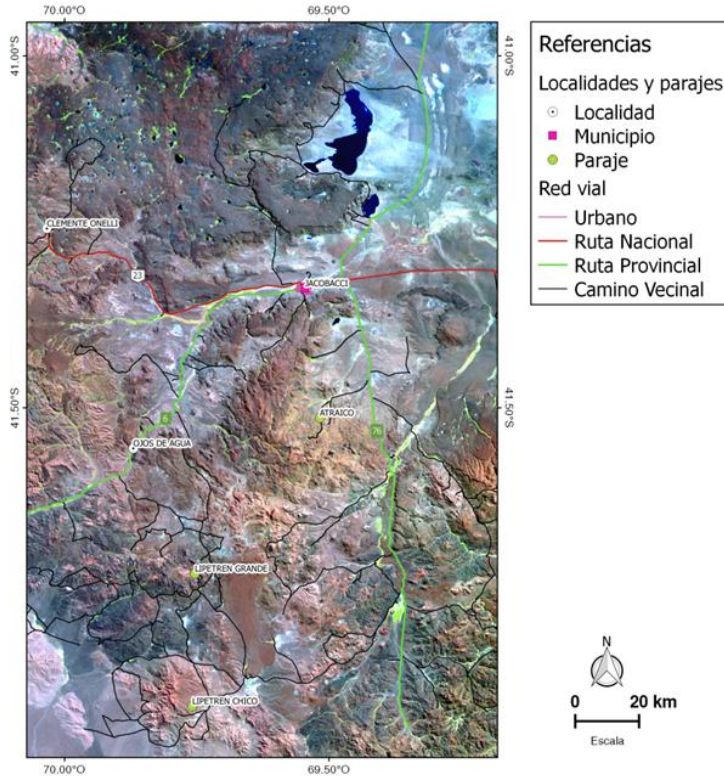 70.00°O
69.50°O
41.00°S
41.00°S
CLEMENTE ONELLI
23
JACOBACCI
41.50°S
41.50°S
ATRAICO
6
76
OJOS DE AGUA
LIPETREN GRANDE
LIPETREN CHICO
70.00°O
69.50°O
Referencias
Localidades y parajes
Localidad
Municipio
Paraje
Red vial
Urbano
Ruta Nacional
Ruta Provincial
Camino Vecinal
N
0 20 km
Escala